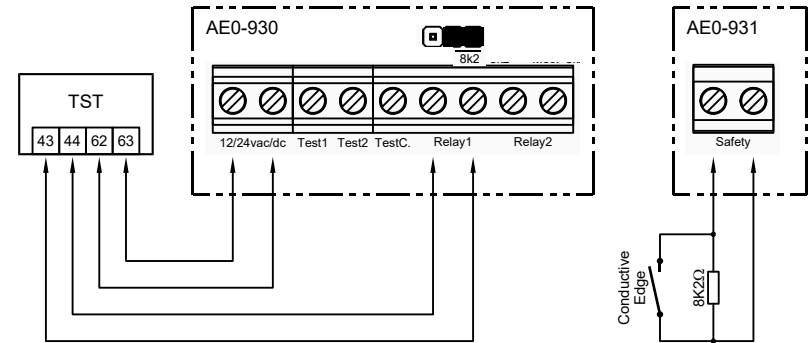 AE0-930
AE0-931
8k2
TST
43 44 62 63
12/24vac/dc Test1 Test2 TestC. Relay1 Relay2
Safety
Conductive
Edge
8K2Ω